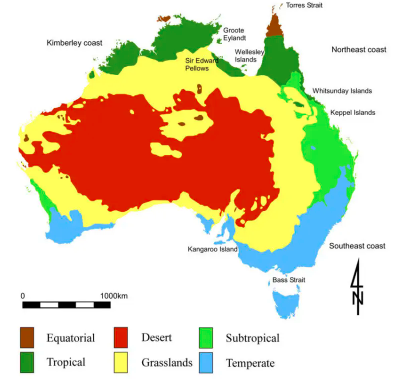 Torres Strait
Groote
Eylandt
Kimberley coast
Wellesley
Islands
Northeast coast
Sir Edward
Pellows
Whitsunday Islands
Keppel Islands
Kangaroo Island
Southeast coast
Bass Strait
N
0 1000km
Equatorial Desert Subtropical
Tropical Grasslands Temperate